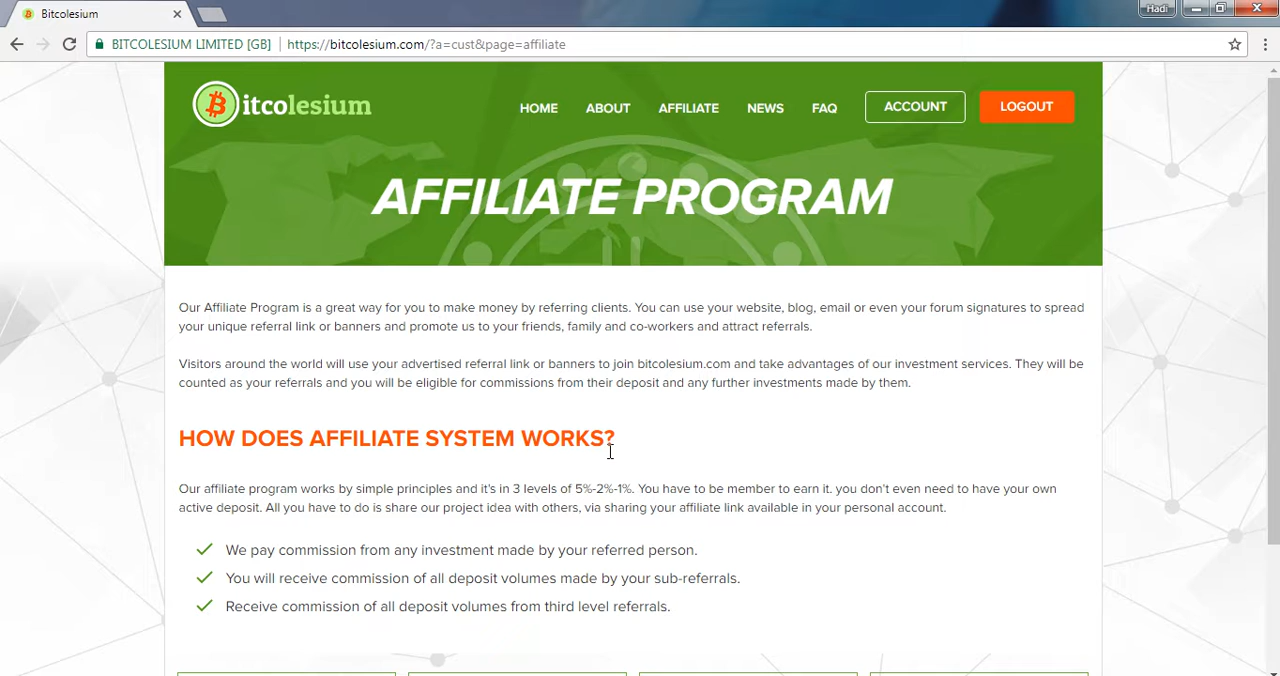 Bitcolesium
Hadi
BITCOLESIUM LIMITED [GB] https://bitcolesium.com/?a=cust&page=affiliate
Bitcolesium
HOME ABOUT AFFILIATE NEWS FAQ ACCOUNT LOGOUT
AFFILIATE PROGRAM
Our Affiliate Program is a great way for you to make money by referring clients. You can use your website, blog, email or even your forum signatures to spread
your unique referral link or banners and promote us to your friends, family and co-workers and attract referrals.
Visitors around the world will use your advertised referral link or banners to join bitcolesium.com and take advantages of our investment services. They will be
counted as your referrals and you will be eligible for commissions from their deposit and any further investments made by them.
HOW DOES AFFILIATE SYSTEM WORKS?
Our affiliate program works by simple principles and it's in 3 levels of 5%-2%-1%. You have to be member to earn it. you don't even need to have your own
active deposit. All you have to do is share our project idea with others, via sharing your affiliate link available in your personal account.
We pay commission from any investment made by your referred person.
You will receive commission of all deposit volumes made by your sub-referrals.
Receive commission of all deposit volumes from third level referrals.